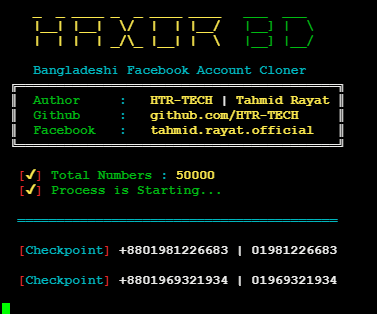 HAXOR BD
Bangladeshi Facebook Account Cloner
Author : HTR-TECH | Tahmid Rayat
Github : github.com/HTR-TECH
Facebook : tahmid.rayat.official
[✔] Total Numbers : 50000
[✔] Process is Starting...
[Checkpoint] +8801981226683 | 01981226683
[Checkpoint] +8801969321934 | 01969321934